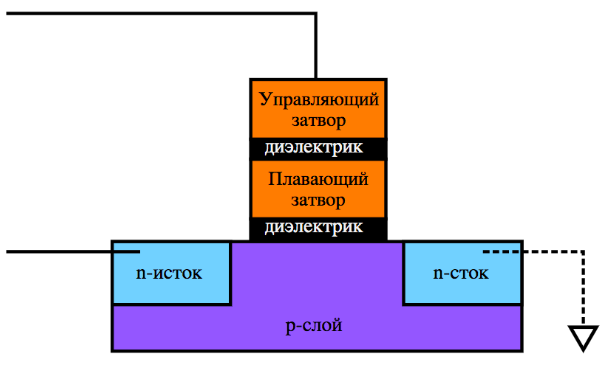 Управляющий
затвор
диэлектрик
Плавающий
затвор
диэлектрик
n-исток
n-сток
p-слой